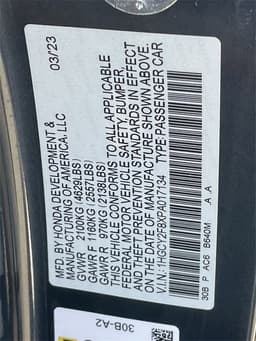 MFD. BY HONDA DEVELOPMENT & 03/23
MANUFACTURING OF AMERICA, LLC
GVWR 2100KG (4629LBS)
GAWR F 1160KG (2557LBS)
GAWR R 970KG (2138LBS)
THIS VEHICLE CONFORMS TO ALL APPLICABLE
FEDERAL MOTOR VEHICLE SAFETY, BUMPER,
AND THEFT PREVENTION STANDARDS IN EFFECT
ON THE DATE OF MANUFACTURE SHOWN ABOVE.
V.I.N.: 1HGCY2F8XPA017134 TYPE: PASSENGER CAR
30B P AC6 B640M A A
30B-A2